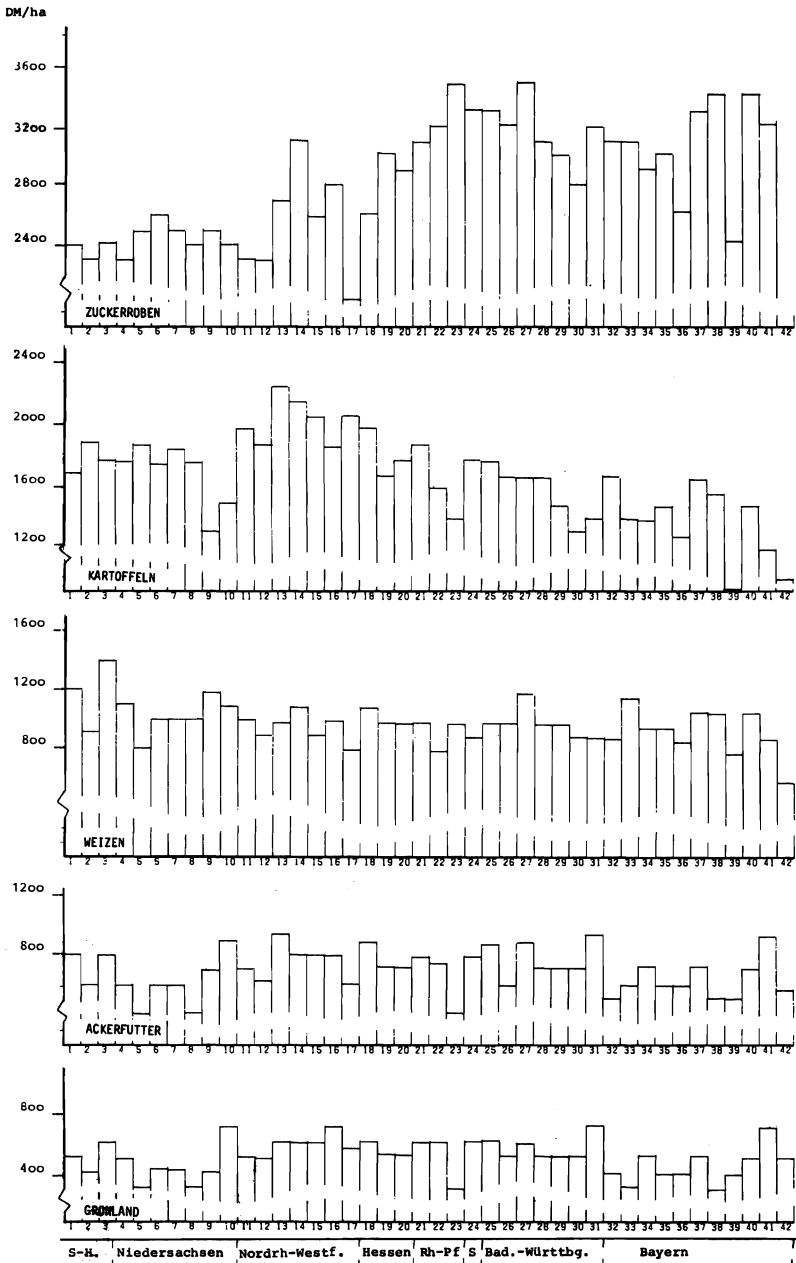 DM/ha
3600
3200
2800
2400
ZUCKERROBEN
1 2 3 4 5 6 7 8 9 10 11 12 13 14 15 16 17 18 19 20 21 22 23 24 25 26 27 28 29 30 31 32 33 34 35 36 37 38 39 40 41 42
2400
2000
1600
1200
KARTOFFELN
1 2 3 4 5 6 7 8 9 10 11 12 13 14 15 16 17 18 19 20 21 22 23 24 25 26 27 28 29 30 31 32 33 34 35 36 37 38 39 40 41 42
1600
1200
800
WEIZEN
1 2 3 4 5 6 7 8 9 10 11 12 13 14 15 16 17 18 19 20 21 22 23 24 25 26 27 28 29 30 31 32 33 34 35 36 37 38 39 40 41 42
1200
800
ACKERFUTTER
1 2 3 4 5 6 7 8 9 10 11 12 13 14 15 16 17 18 19 20 21 22 23 24 25 26 27 28 29 30 31 32 33 34 35 36 37 38 39 40 41 42
800
400
GRÖNLAND
1 2 3 4 5 6 7 8 9 10 11 12 13 14 15 16 17 18 19 20 21 22 23 24 25 26 27 28 29 30 31 32 33 34 35 36 37 38 39 40 41 42
S-H. Niedersachsen Nordrh-Westf. Hessen Rh-Pf S Bad.-Württbg. Bayern